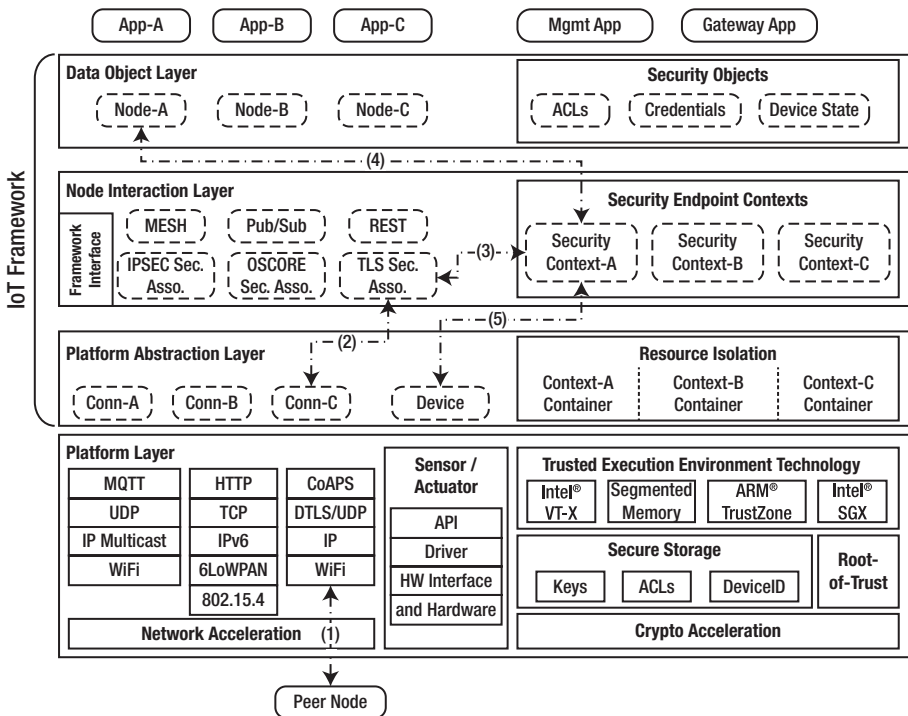 App-A App-B App-C Mgmt App Gateway App
IoT Framework
Data Object Layer
Node-A Node-B Node-C
Security Objects
ACLs Credentials Device State
(4)
Node Interaction Layer
Framework
Interface
MESH Pub/Sub REST
IPSEC Sec.
Asso.
OSCORE
Sec. Asso.
TLS Sec.
Asso.
(3)
Security Endpoint Contexts
Security
Context-A
Security
Context-B
Security
Context-C
(2)
(5)
Platform Abstraction Layer
Conn-A Conn-B Conn-C Device
Resource Isolation
Context-A
Container
Context-B
Container
Context-C
Container
Platform Layer
MQTT
UDP
IP Multicast
WiFi
HTTP
TCP
IPv6
6LoWPAN
802.15.4
CoAPS
DTLS/UDP
IP
WiFi
Network Acceleration
(1)
Sensor /
Actuator
API
Driver
HW Interface
and Hardware
Trusted Execution Environment Technology
Intel®
VT-X
Segmented
Memory
ARM®
TrustZone
Intel®
SGX
Secure Storage
Keys ACLs DeviceID
Root-
of-Trust
Crypto Acceleration
Peer Node